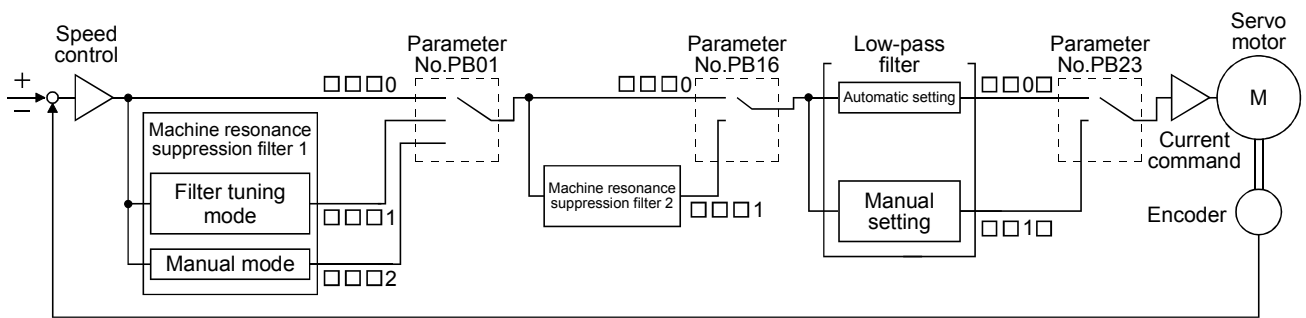 Speed
control
+
−
□□□0
Machine resonance
suppression filter 1
Filter tuning
mode
□□□1
Manual mode
□□□2
Parameter
No.PB01
□□□0
Machine resonance
suppression filter 2
□□□1
Parameter
No.PB16
Low-pass
filter
Automatic setting
□□0□
Manual
setting
□□1□
Parameter
No.PB23
Current
command
Servo
motor
M
Encoder